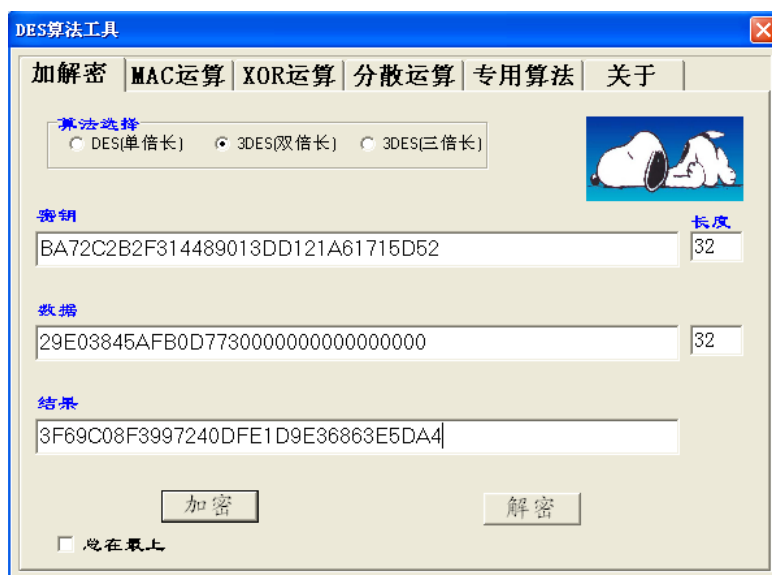 DES算法工具
加解密 MAC运算 XOR运算 分散运算 专用算法 关于
算法选择
DES(单倍长) 3DES(双倍长) 3DES(三倍长)
密钥 长度
BA72C2B2F314489013DD121A61715D52 32
数据
29E03845AFB0D7730000000000000000 32
结果
3F69C08F3997240DFE1D9E36863E5DA4
加密 解密
总在最上